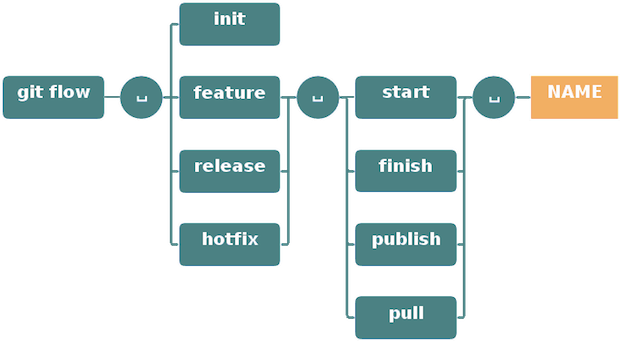 init
git flow
␣
feature
␣
start
␣
NAME
release
finish
hotfix
publish
pull